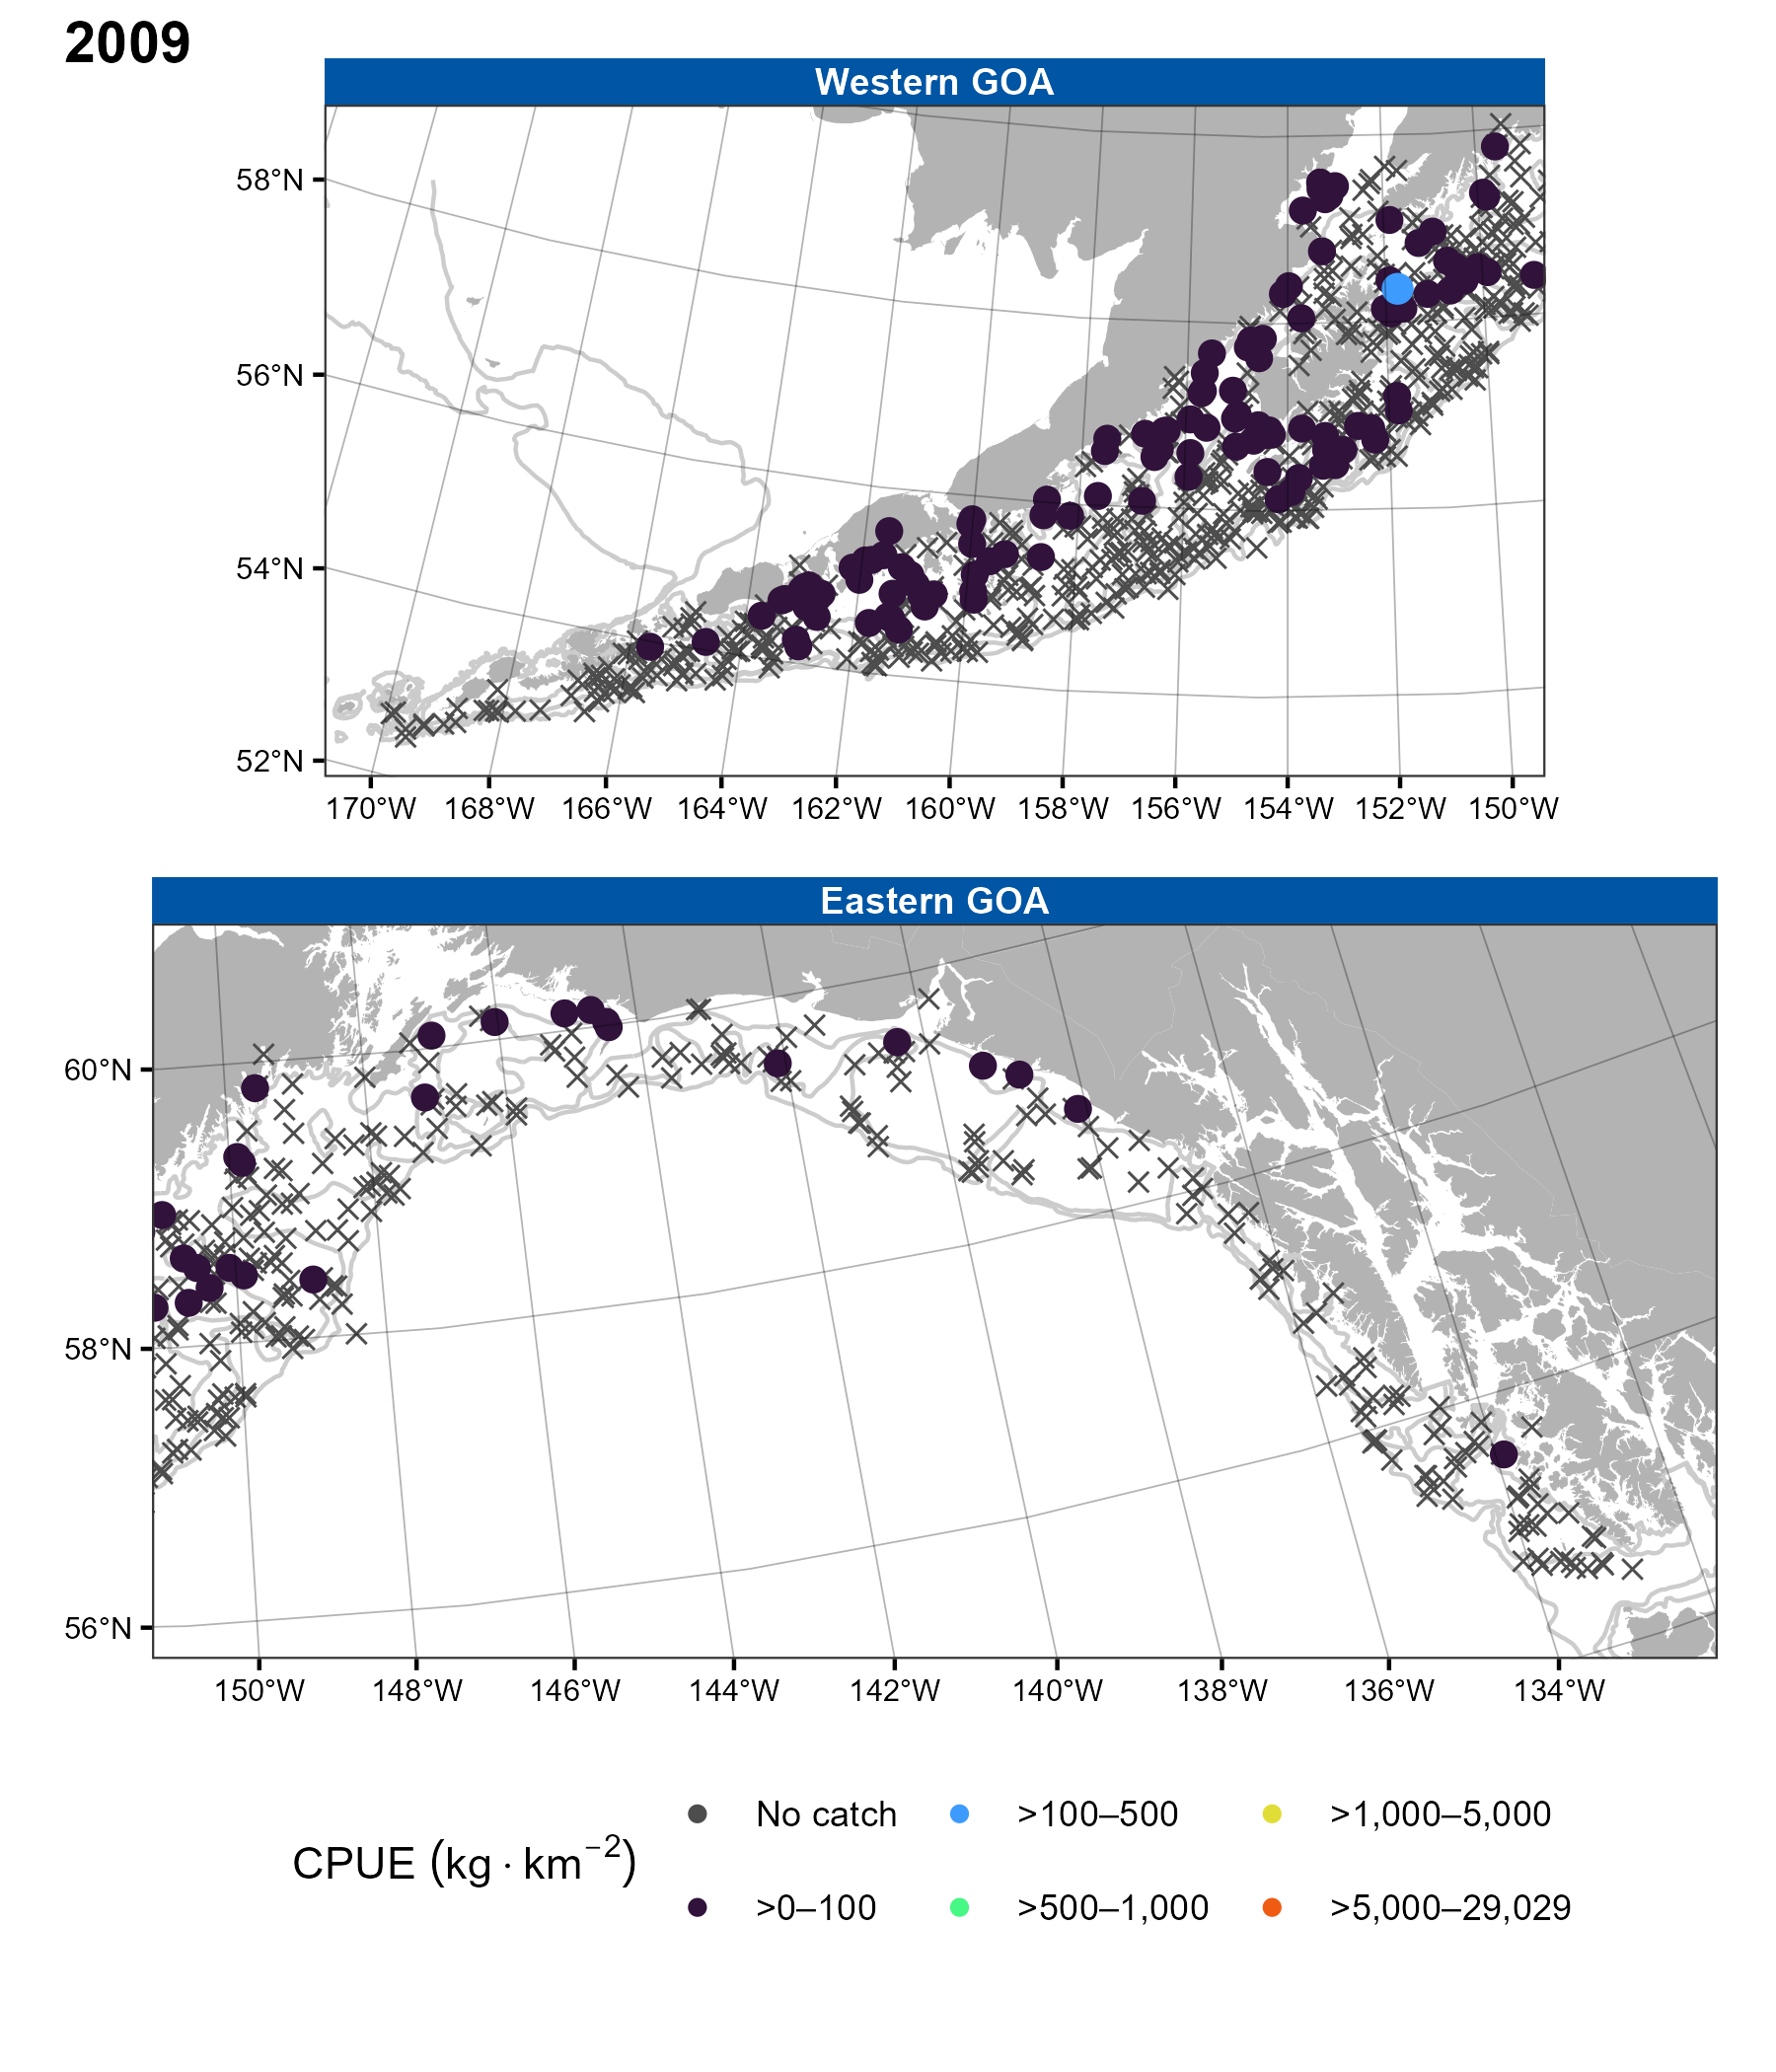 2009
Western GOA
58°N
56°N
54°N
52°N
170°W 168°W 166°W 164°W 162°W 160°W 158°W 156°W 154°W 152°W 150°W
Eastern GOA
60°N
58°N
56°N
150°W 148°W 146°W 144°W 142°W 140°W 138°W 136°W 134°W
CPUE (kg · km⁻²)
No catch >100–500 >1,000–5,000
>0–100 >500–1,000 >5,000–29,029